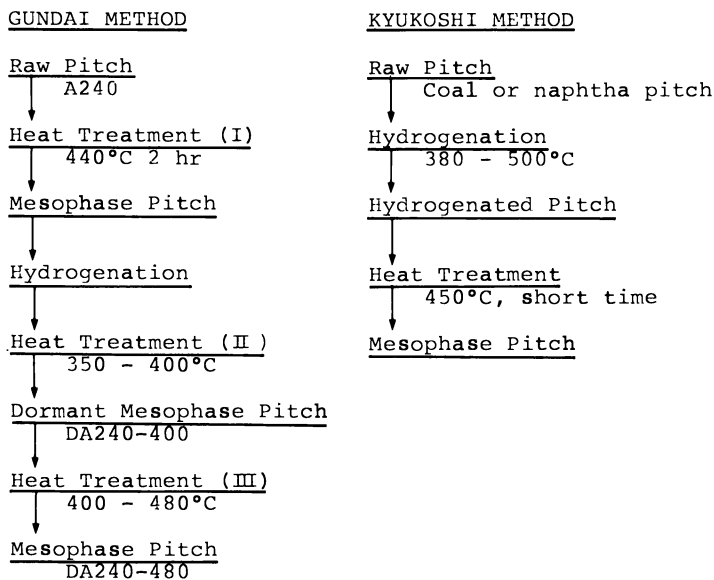 GUNDAI METHOD
Raw Pitch
A240
Heat Treatment (I)
440°C 2 hr
Mesophase Pitch
Hydrogenation
Heat Treatment (II)
350 - 400°C
Dormant Mesophase Pitch
DA240-400
Heat Treatment (III)
400 - 480°C
Mesophase Pitch
DA240-480
KYUKOSHI METHOD
Raw Pitch
Coal or naphtha pitch
Hydrogenation
380 - 500°C
Hydrogenated Pitch
Heat Treatment
450°C, short time
Mesophase Pitch